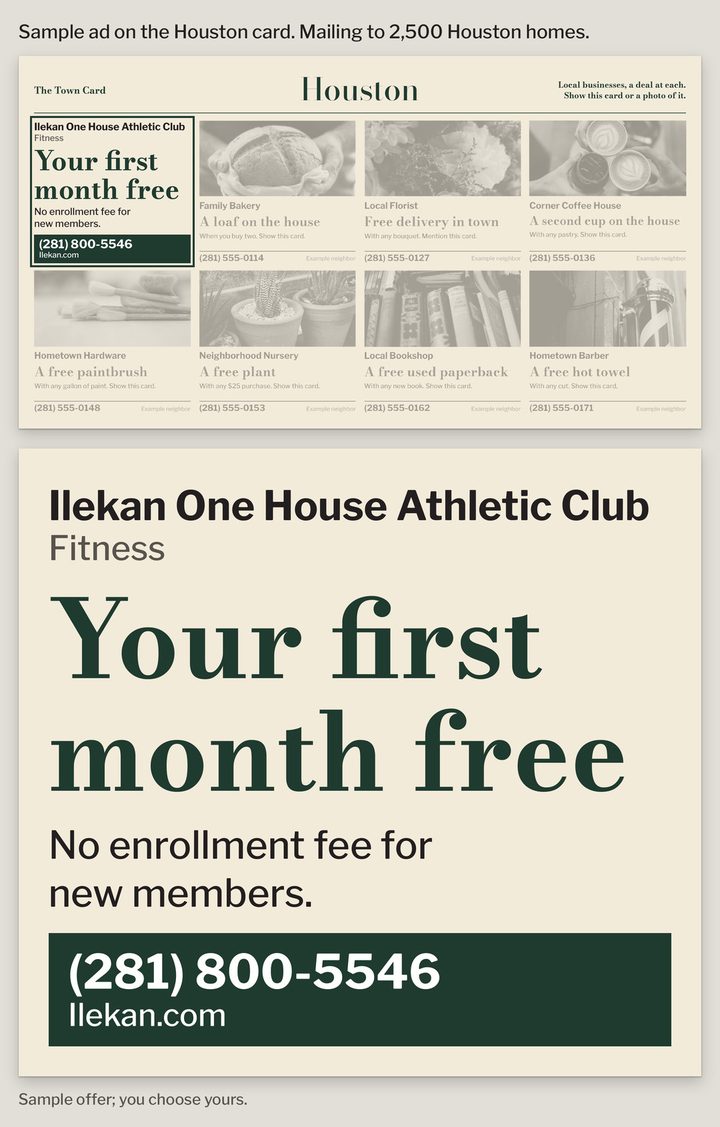 Sample ad on the Houston card. Mailing to 2,500 Houston homes.
The Town Card
Houston
Local businesses, a deal at each.
Show this card or a photo of it.
Ilekan One House Athletic Club
Fitness
Your first
month free
No enrollment fee for
new members.
(281) 800-5546
Ilekan.com
Family Bakery
A loaf on the house
When you buy two. Show this card.
(281) 555-0114
Example neighbor
Local Florist
Free delivery in town
With any bouquet. Mention this card.
(281) 555-0127
Example neighbor
Corner Coffee House
A second cup on the house
With any pastry. Show this card.
(281) 555-0136
Example neighbor
Hometown Hardware
A free paintbrush
With any gallon of paint. Show this card.
(281) 555-0148
Example neighbor
Neighborhood Nursery
A free plant
With any $25 purchase. Show this card.
(281) 555-0153
Example neighbor
Local Bookshop
A free used paperback
With any new book. Show this card.
(281) 555-0162
Example neighbor
Hometown Barber
A free hot towel
With any cut. Show this card.
(281) 555-0171
Example neighbor
Ilekan One House Athletic Club
Fitness
Your first
month free
No enrollment fee for
new members.
(281) 800-5546
Ilekan.com
Sample offer; you choose yours.